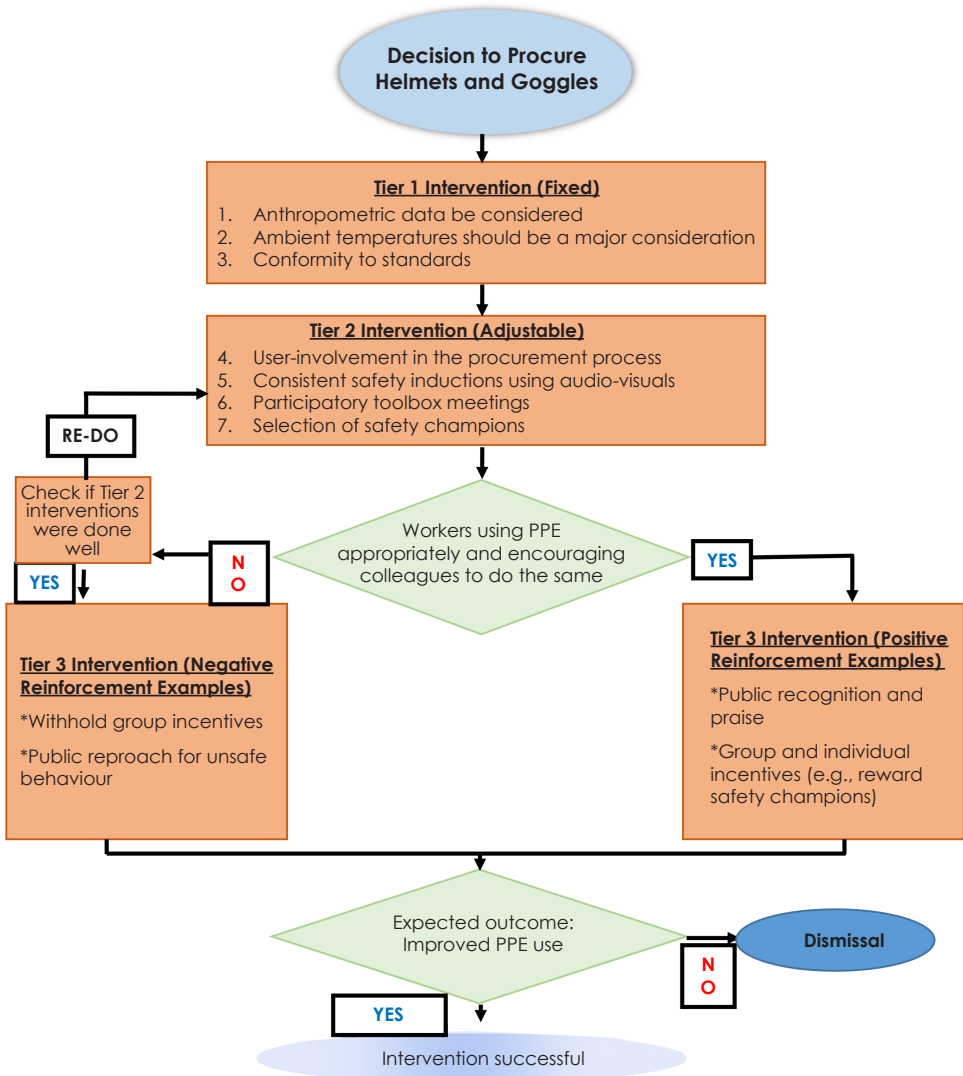 Decision to Procure
Helmets and Goggles
Tier 1 Intervention (Fixed)
1. Anthropometric data be considered
2. Ambient temperatures should be a major consideration
3. Conformity to standards
Tier 2 Intervention (Adjustable)
4. User-involvement in the procurement process
5. Consistent safety inductions using audio-visuals
6. Participatory toolbox meetings
7. Selection of safety champions
RE-DO
Check if Tier 2
interventions
were done
well
Workers using PPE
appropriately and encouraging
colleagues to do the same
N
O
YES
YES
Tier 3 Intervention (Negative
Reinforcement Examples)
*Withhold group incentives
*Public reproach for unsafe
behaviour
Tier 3 Intervention (Positive
Reinforcement Examples)
*Public recognition and
praise
*Group and individual
incentives (e.g., reward
safety champions)
Expected outcome:
Improved PPE use
N
O
Dismissal
YES
Intervention successful